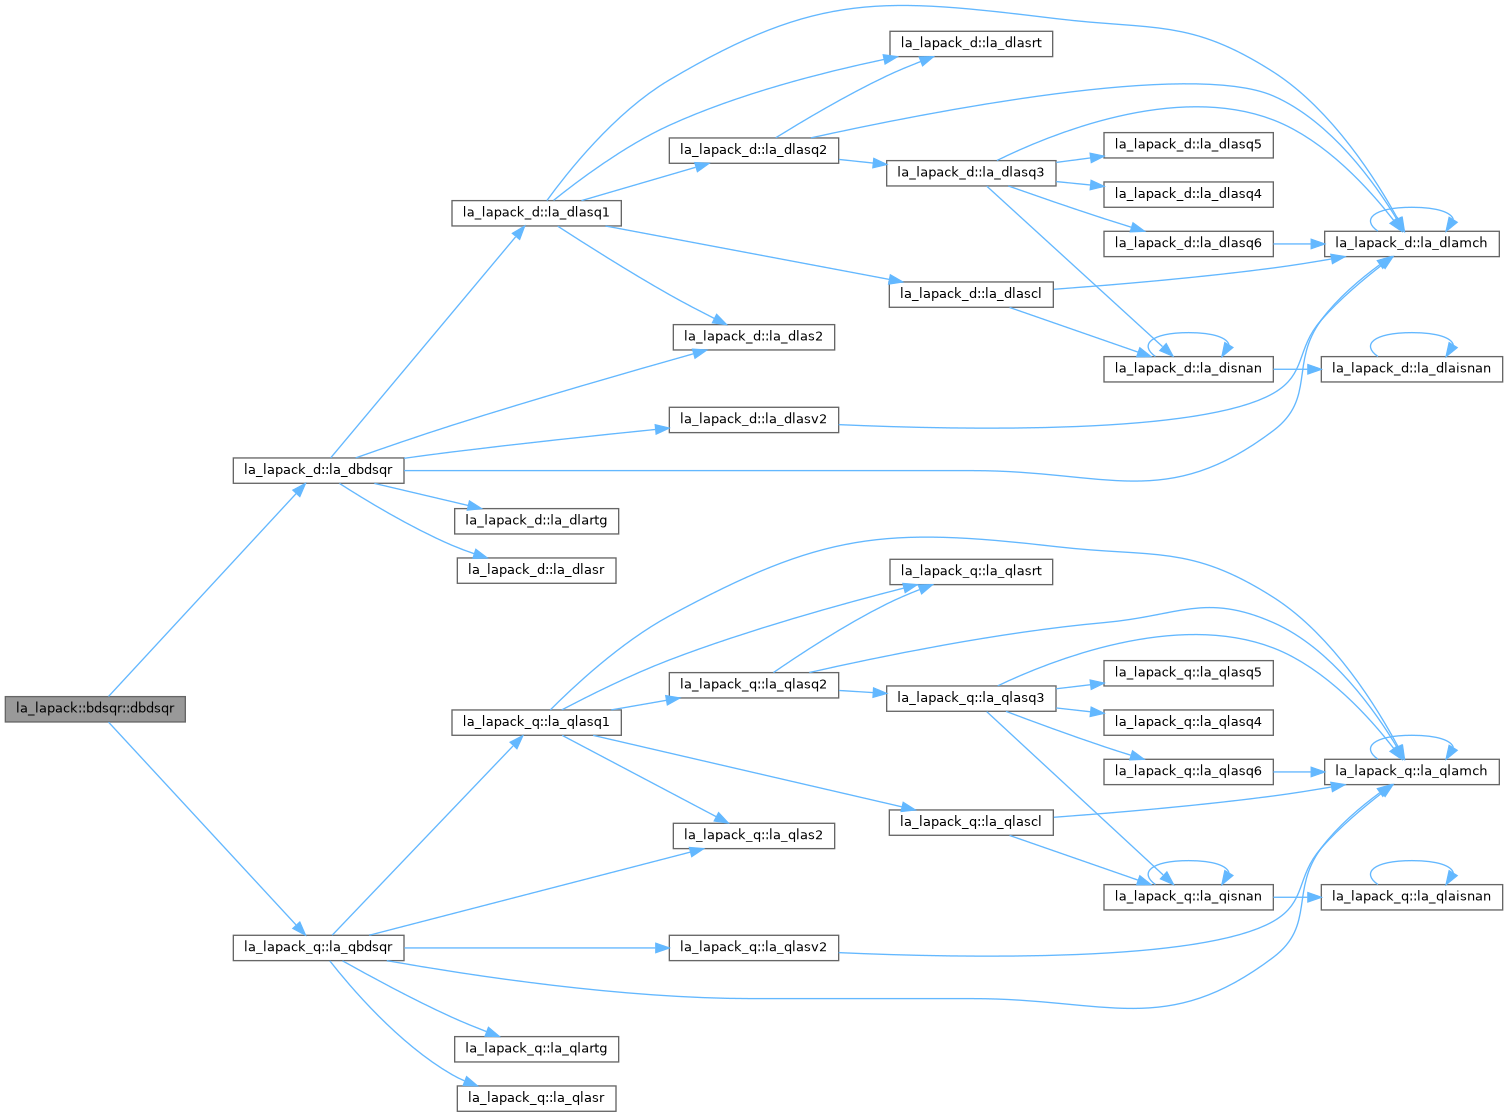 la_lapack_d::la_dlasrt
la_lapack_d::la_dlasq5
la_lapack_d::la_dlasq2
la_lapack_d::la_dlasq3
la_lapack_d::la_dlasq4
la_lapack_d::la_dlasq1
la_lapack_d::la_dlasq6
la_lapack_d::la_dlamch
la_lapack_d::la_dlascl
la_lapack_d::la_dlas2
la_lapack_d::la_disnan
la_lapack_d::la_dlaisnan
la_lapack_d::la_dlasv2
la_lapack_d::la_dbdsqr
la_lapack_d::la_dlartg
la_lapack_d::la_dlasr
la_lapack_q::la_qlasrt
la_lapack_q::la_qlasq5
la_lapack_q::la_qlasq2
la_lapack_q::la_qlasq3
la_lapack::bdsqr::dbdsqr
la_lapack_q::la_qlasq1
la_lapack_q::la_qlasq4
la_lapack_q::la_qlasq6
la_lapack_q::la_qlamch
la_lapack_q::la_qlascl
la_lapack_q::la_qlas2
la_lapack_q::la_qisnan
la_lapack_q::la_qlaisnan
la_lapack_q::la_qbdsqr
la_lapack_q::la_qlasv2
la_lapack_q::la_qlartg
la_lapack_q::la_qlasr